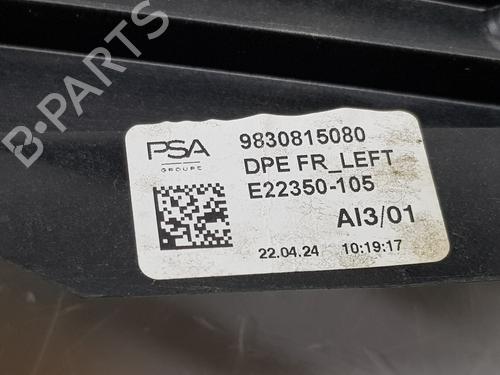 B-PARTS
PSA
GROUPE
9830815080
DPE FR_LEFT
E22350-105
AI3/01
22.04.24 10:19:17